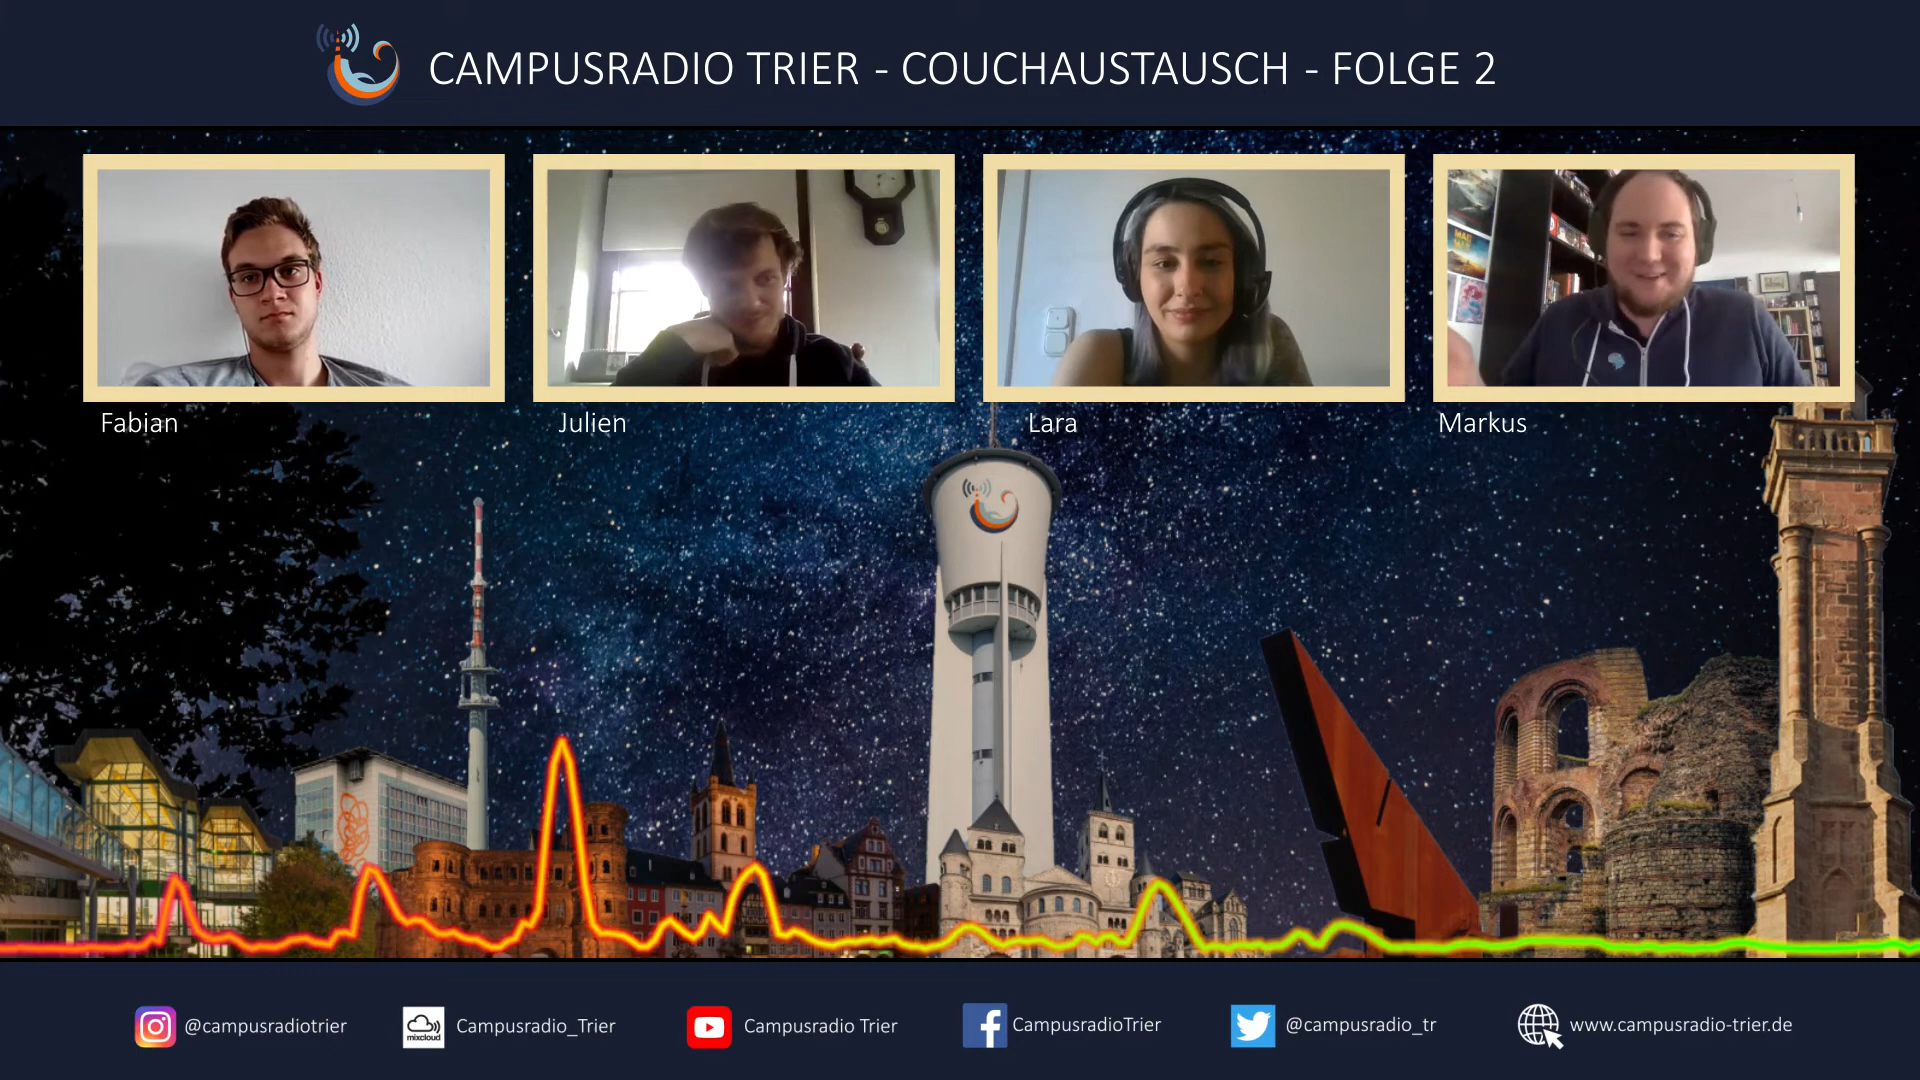 CAMPUSRADIO TRIER - COUCHAUSTAUSCH - FOLGE 2
Fabian
Julien
Lara
Markus
@campusradiotrier
mixcloud
Campusradio_Trier
Campusradio Trier
CampusradioTrier
@campusradio_tr
www.campusradio-trier.de